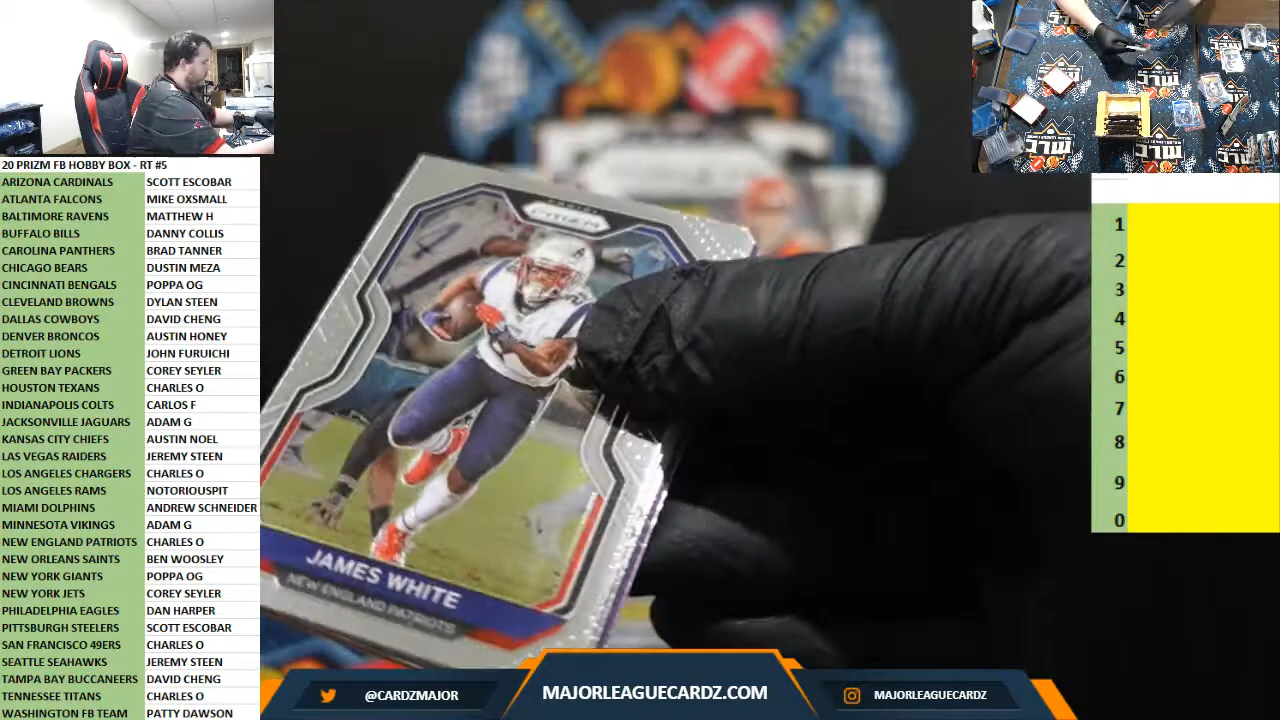 20 PRIZM FB HOBBY BOX - RT #5
ARIZONA CARDINALS SCOTT ESCOBAR
ATLANTA FALCONS MIKE OXSMALL
BALTIMORE RAVENS MATTHEW H
BUFFALO BILLS DANNY COLLIS
CAROLINA PANTHERS BRAD TANNER
CHICAGO BEARS DUSTIN MEZA
CINCINNATI BENGALS POPPA OG
CLEVELAND BROWNS DYLAN STEEN
DALLAS COWBOYS DAVID CHENG
DENVER BRONCOS AUSTIN HONEY
DETROIT LIONS JOHN FURUICHI
GREEN BAY PACKERS COREY SEYLER
HOUSTON TEXANS CHARLES O
INDIANAPOLIS COLTS CARLOS F
JACKSONVILLE JAGUARS ADAM G
KANSAS CITY CHIEFS AUSTIN NOEL
LAS VEGAS RAIDERS JEREMY STEEN
LOS ANGELES CHARGERS CHARLES O
LOS ANGELES RAMS NOTORIOUSPIT
MIAMI DOLPHINS ANDREW SCHNEIDER
MINNESOTA VIKINGS ADAM G
NEW ENGLAND PATRIOTS CHARLES O
NEW ORLEANS SAINTS BEN WOOSLEY
NEW YORK GIANTS POPPA OG
NEW YORK JETS COREY SEYLER
PHILADELPHIA EAGLES DAN HARPER
PITTSBURGH STEELERS SCOTT ESCOBAR
SAN FRANCISCO 49ERS CHARLES O
SEATTLE SEAHAWKS JEREMY STEEN
TAMPA BAY BUCCANEERS DAVID CHENG
TENNESSEE TITANS CHARLES O
WASHINGTON FB TEAM PATTY DAWSON
PRIZM
JAMES WHITE
NEW ENGLAND PATRIOTS
1
2
3
4
5
6
7
8
9
0
@CARDZMAJOR
MAJORLEAGUECARDZ.COM
MAJORLEAGUECARDZ